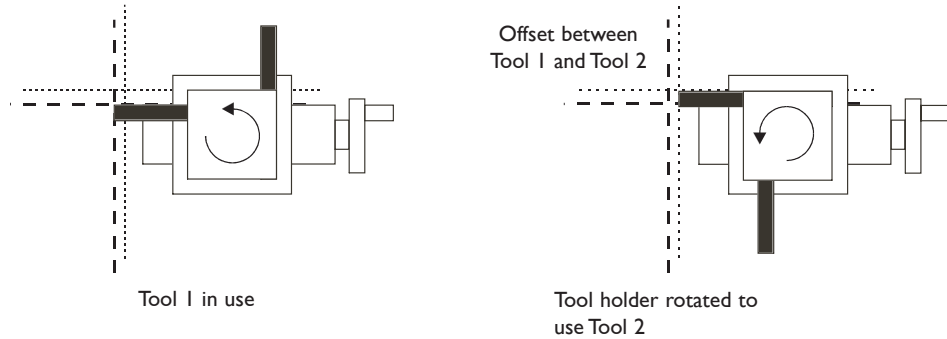 Offset between
Tool 1 and Tool 2
Tool 1 in use
Tool holder rotated to
use Tool 2